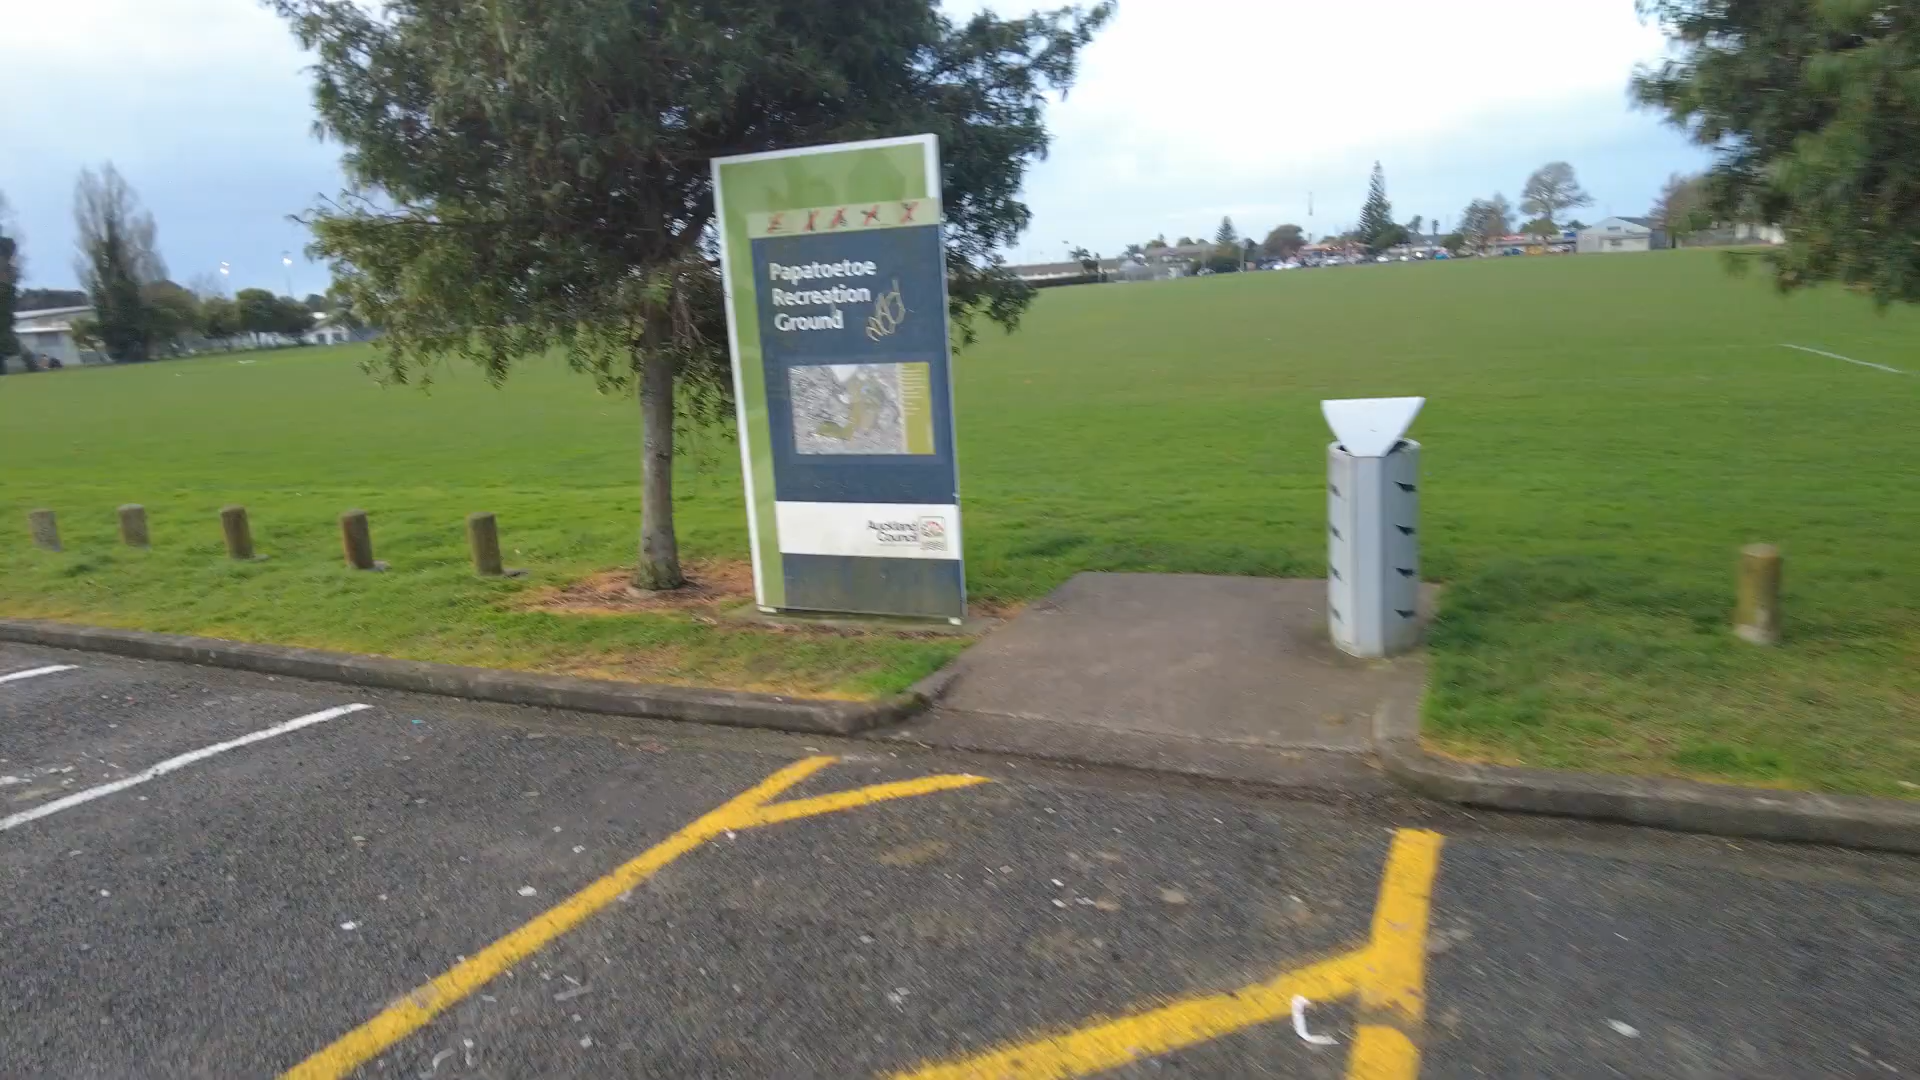 Papatoetoe
Recreation
Ground
Auckland
Council